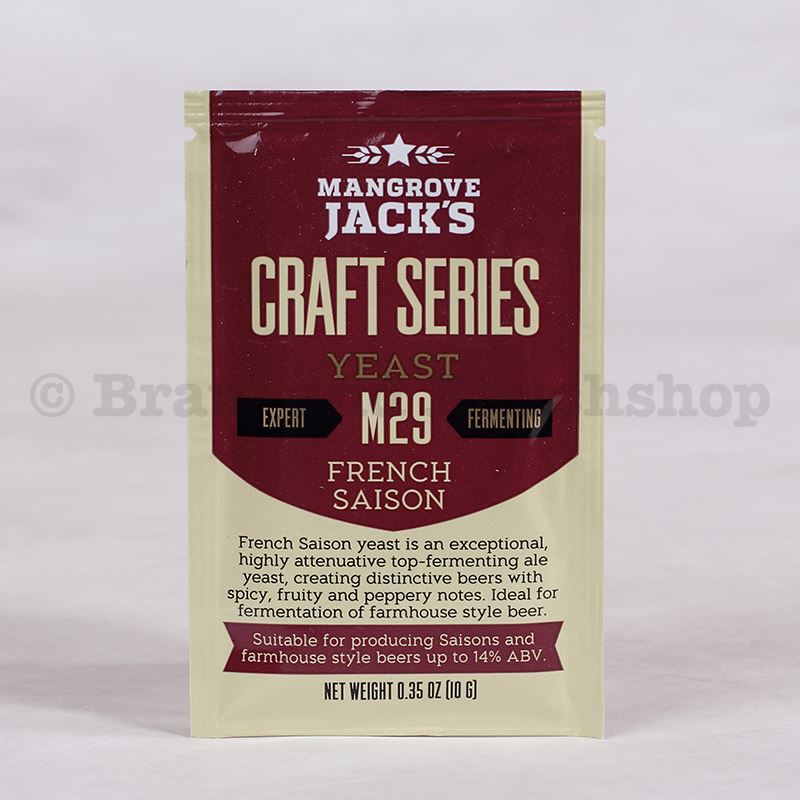 MANGROVE
JACK'S
CRAFT SERIES
YEAST
EXPERT M29 FERMENTING
FRENCH
SAISON
French Saison yeast is an exceptional,
highly attenuative top-fermenting ale
yeast, creating distinctive beers with
spicy, fruity and peppery notes. Ideal for
fermentation of farmhouse style beer.
Suitable for producing Saisons and
farmhouse style beers up to 14% ABV.
NET WEIGHT 0.35 OZ (10 G)
©